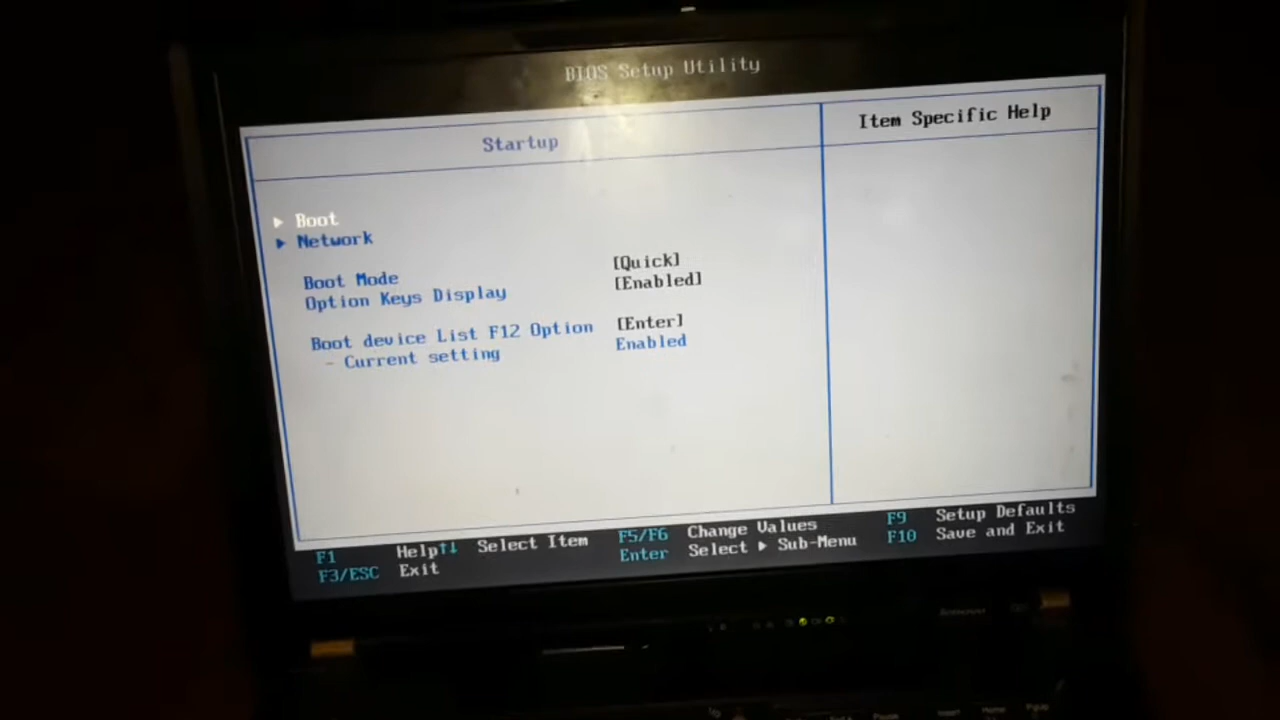 BIOS Setup Utility
Startup
Item Specific Help
▶ Boot
▶ Network
Boot Mode [Quick]
Option Keys Display [Enabled]
Boot device List F12 Option [Enter]
- Current setting Enabled
F1 Help ↑↓ Select Item F5/F6 Change Values F9 Setup Defaults
F3/ESC Exit Enter Select ▶ Sub-Menu F10 Save and Exit
lenovo